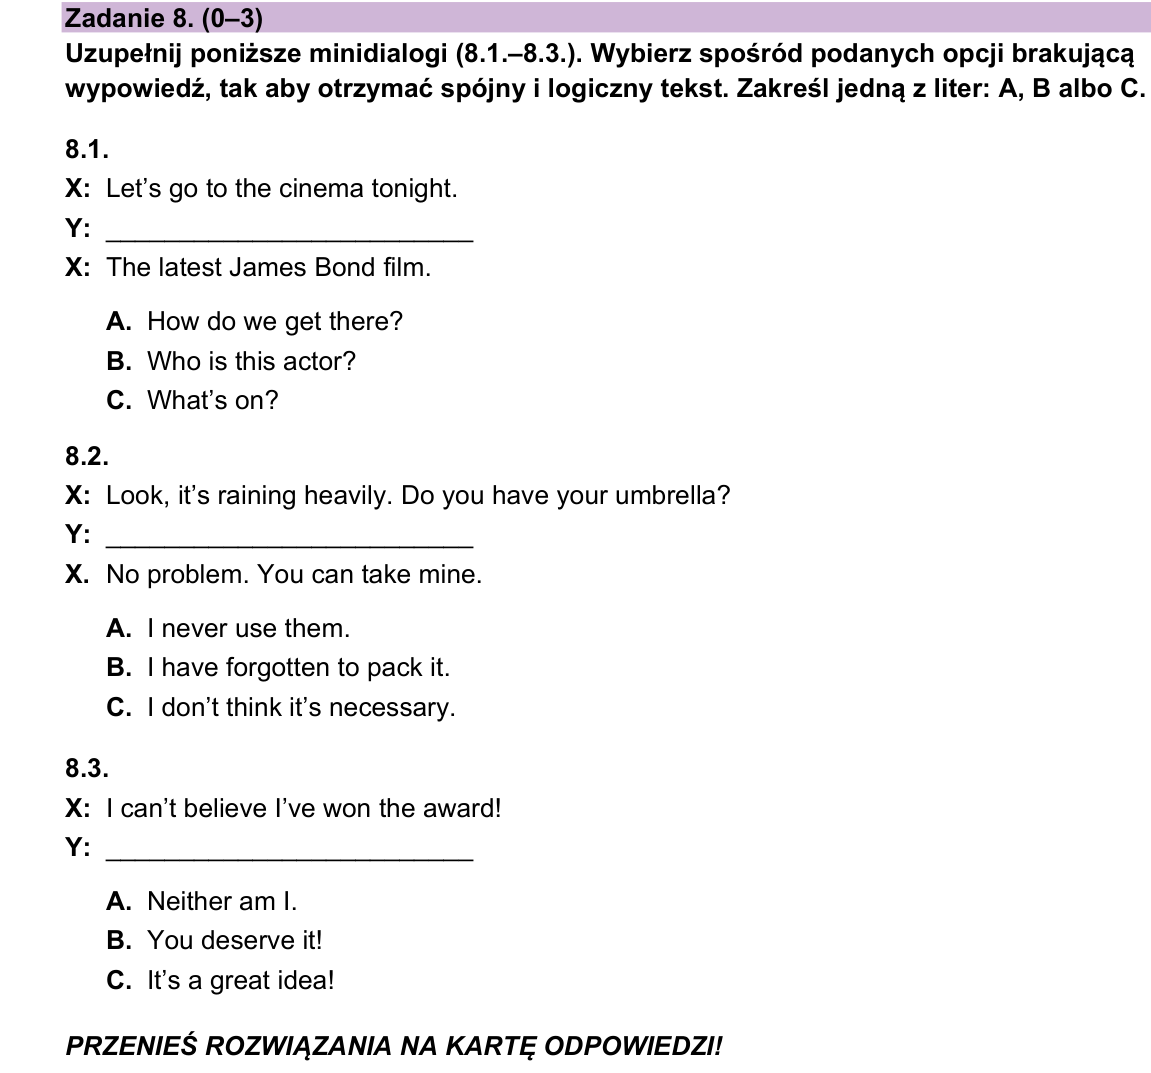 Zadanie 8. (0–3)
Uzupełnij poniższe minidialogi (8.1.–8.3.). Wybierz spośród podanych opcji brakującą
wypowiedź, tak aby otrzymać spójny i logiczny tekst. Zakreśl jedną z liter: A, B albo C.
8.1.
X: Let’s go to the cinema tonight.
Y: _________________________
X: The latest James Bond film.
A. How do we get there?
B. Who is this actor?
C. What’s on?
8.2.
X: Look, it’s raining heavily. Do you have your umbrella?
Y: _________________________
X. No problem. You can take mine.
A. I never use them.
B. I have forgotten to pack it.
C. I don’t think it’s necessary.
8.3.
X: I can’t believe I’ve won the award!
Y: _________________________
A. Neither am I.
B. You deserve it!
C. It’s a great idea!
PRZENIEŚ ROZWIĄZANIA NA KARTĘ ODPOWIEDZI!